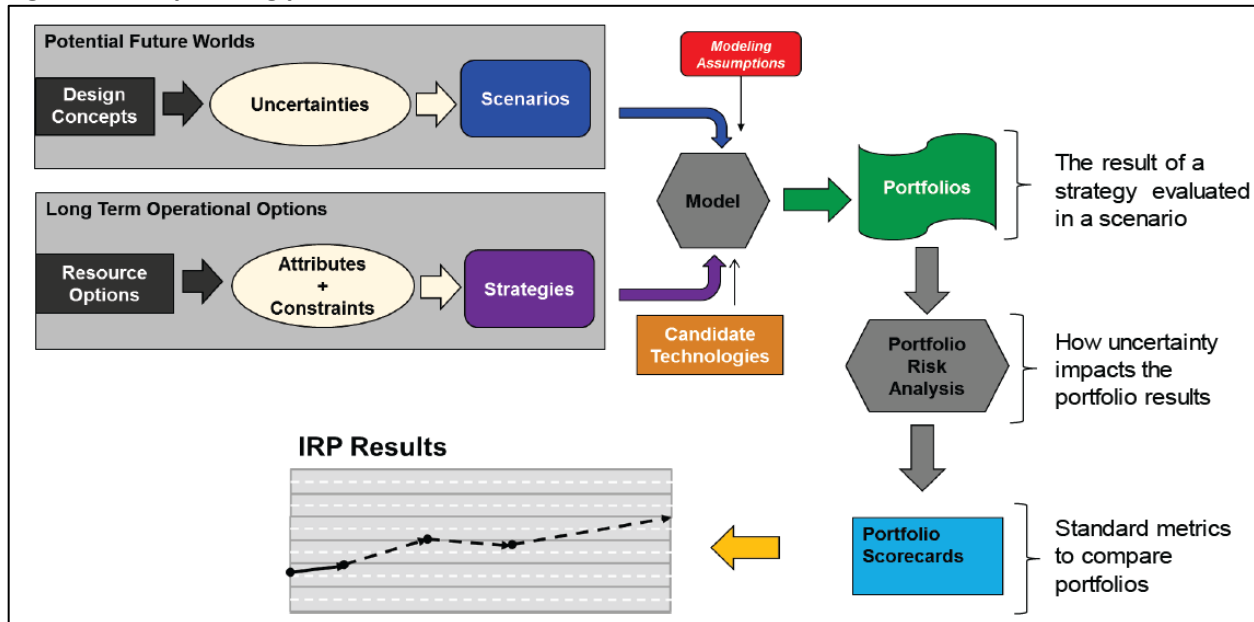 Potential Future Worlds
Design
Concepts
Uncertainties
Scenarios
Modeling
Assumptions
Long Term Operational Options
Resource
Options
Attributes
+
Constraints
Strategies
Model
Candidate
Technologies
Portfolios
The result of a
strategy evaluated
in a scenario
Portfolio
Risk
Analysis
How uncertainty
impacts the
portfolio results
Portfolio
Scorecards
Standard metrics
to compare
portfolios
IRP Results